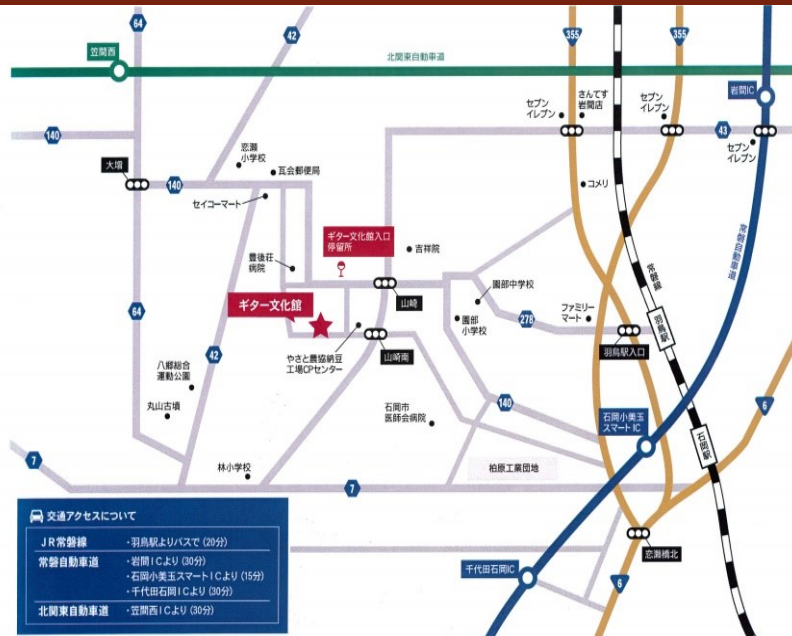 64
42
355
355
笠間西
北関東自動車道
岩間IC
セブン
イレブン
さんてす
岩間店
セブン
イレブン
140
43
セブン
イレブン
恋瀬
小学校
瓦会郵便局
大増
140
セイコーマート
コメリ
常磐自動車道
ギター文化館入口
停留所
吉祥院
豊後荘
病院
常磐線
山崎
園部中学校
ギター文化館
園部
小学校
278
ファミリー
マート
羽鳥駅
64
羽鳥駅入口
やさと農協納豆
工場CPセンター
山崎南
42
八郷総合
運動公園
丸山古墳
石岡市
医師会病院
140
石岡小美玉
スマートIC
6
石岡駅
7
林小学校
柏原工業団地
7
交通アクセスについて
JR常磐線 ・羽鳥駅よりバスで(20分)
常磐自動車道 ・岩間ICより(30分)
・石岡小美玉スマートICより(15分)
・千代田石岡ICより(30分)
北関東自動車道 ・笠間西ICより(30分)
恋瀬橋北
千代田石岡IC
6